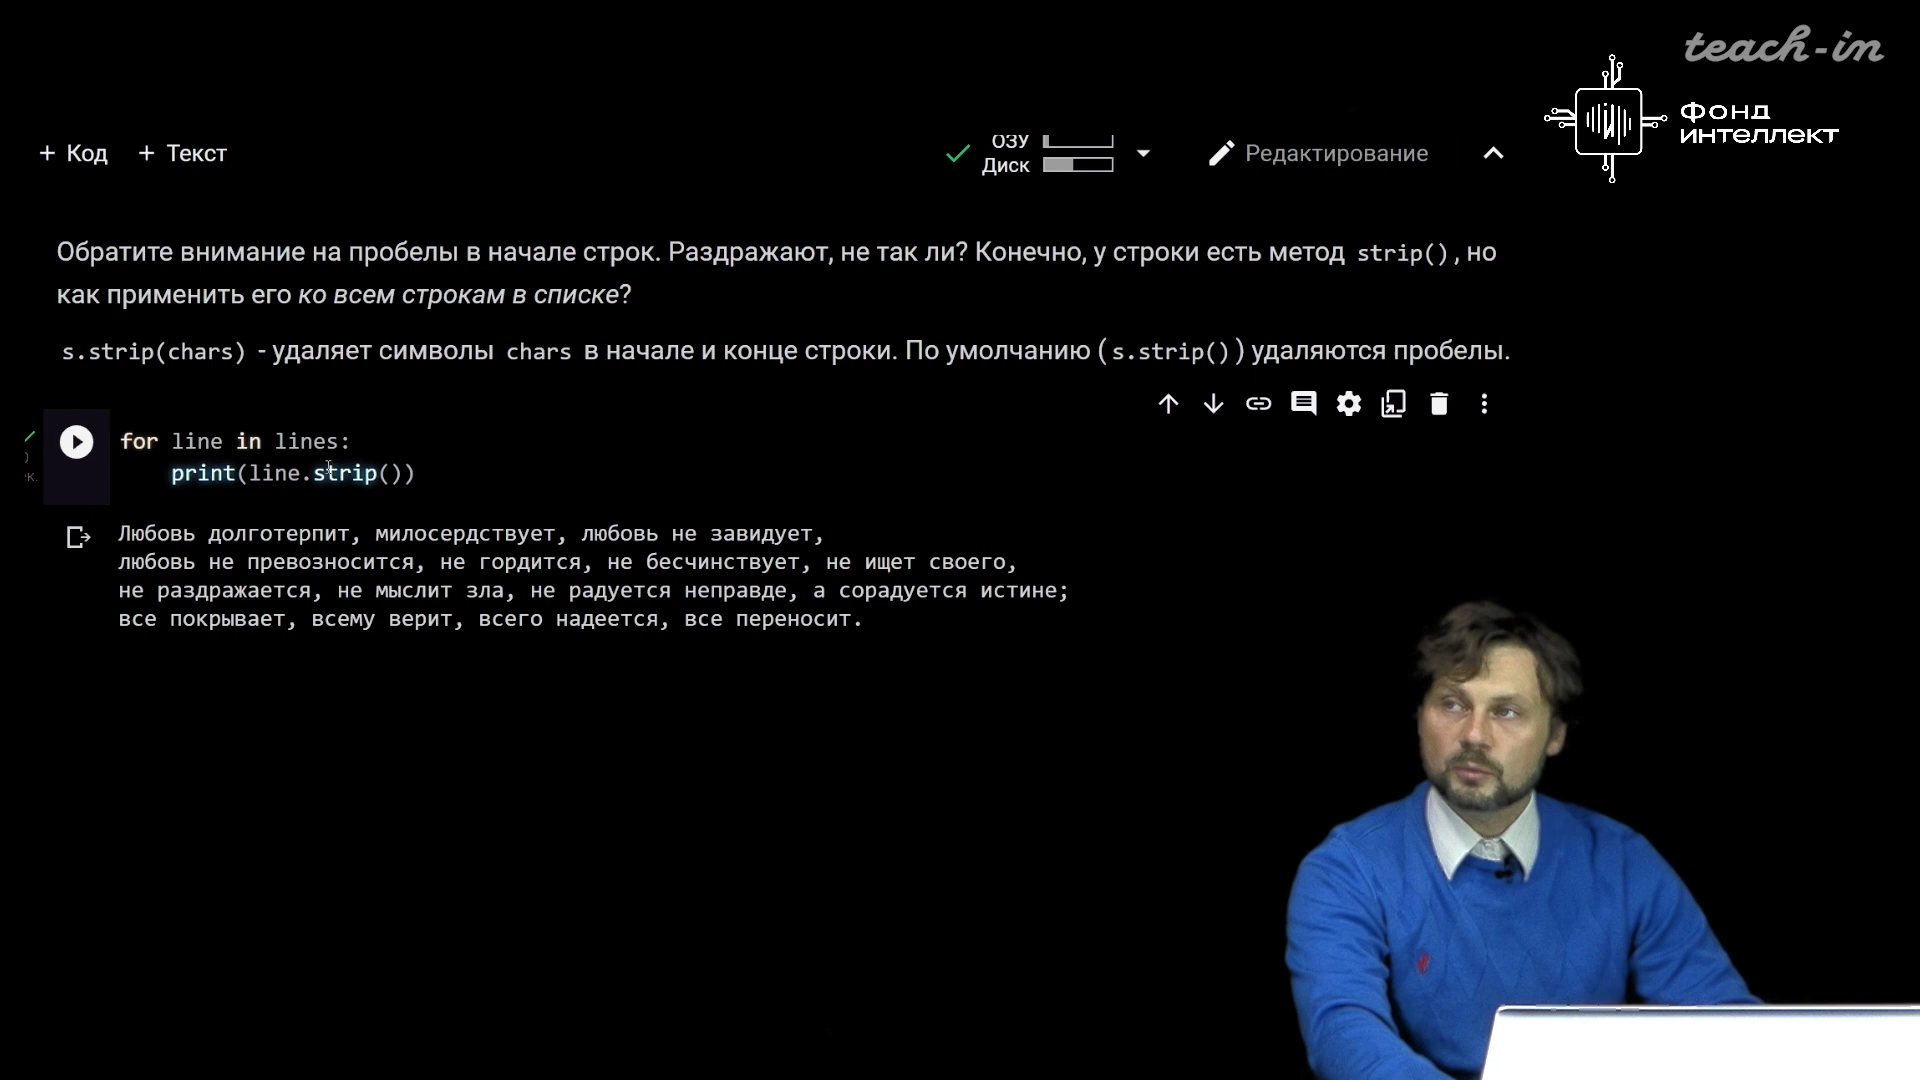 teach-in
Фонд
интеллект
+ Код + Текст
ОЗУ
Диск
Редактирование
Обратите внимание на пробелы в начале строк. Раздражают, не так ли? Конечно, у строки есть метод strip(), но
как применить его ко всем строкам в списке?
s.strip(chars) - удаляет символы chars в начале и конце строки. По умолчанию (s.strip()) удаляются пробелы.
for line in lines:
print(line.strip())
Любовь долготерпит, милосердствует, любовь не завидует,
любовь не превозносится, не гордится, не бесчинствует, не ищет своего,
не раздражается, не мыслит зла, не радуется неправде, а сорадуется истине;
все покрывает, всему верит, всего надеется, все переносит.